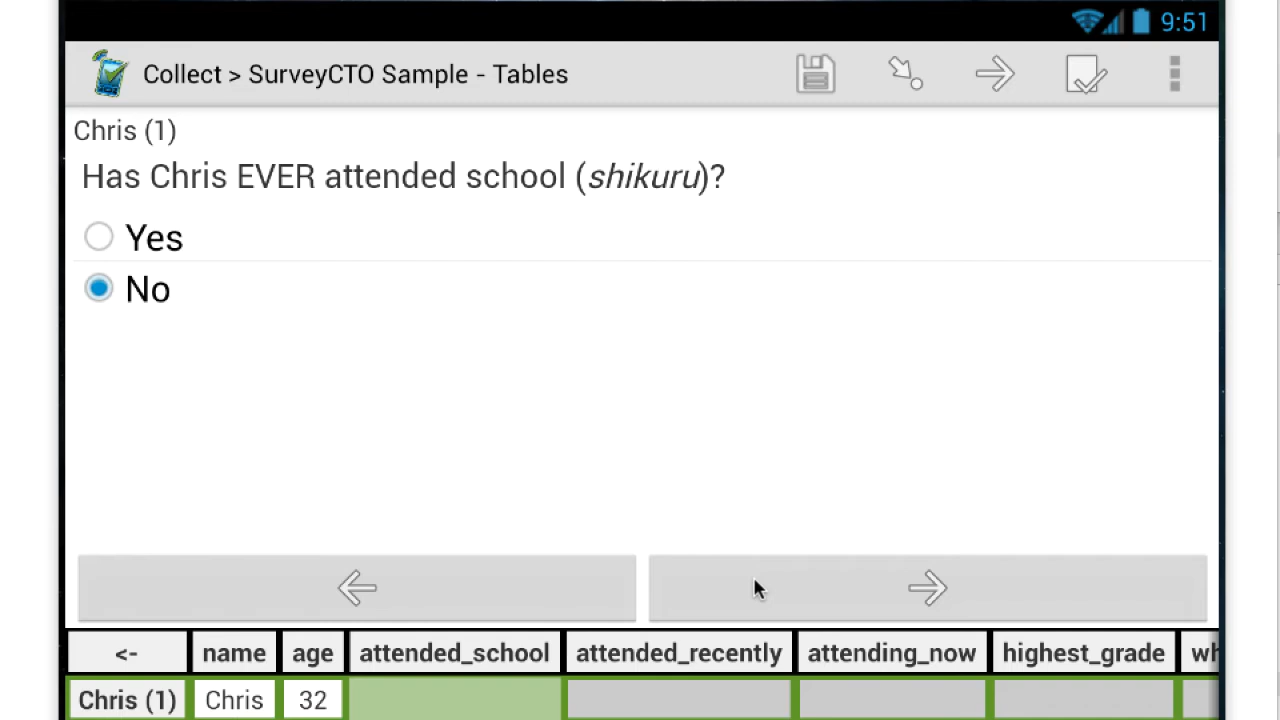 9:51
Collect > SurveyCTO Sample - Tables
Chris (1)
Has Chris EVER attended school (shikuru)?
Yes
No
<- name age attended_school attended_recently attending_now highest_grade
Chris (1) Chris 32